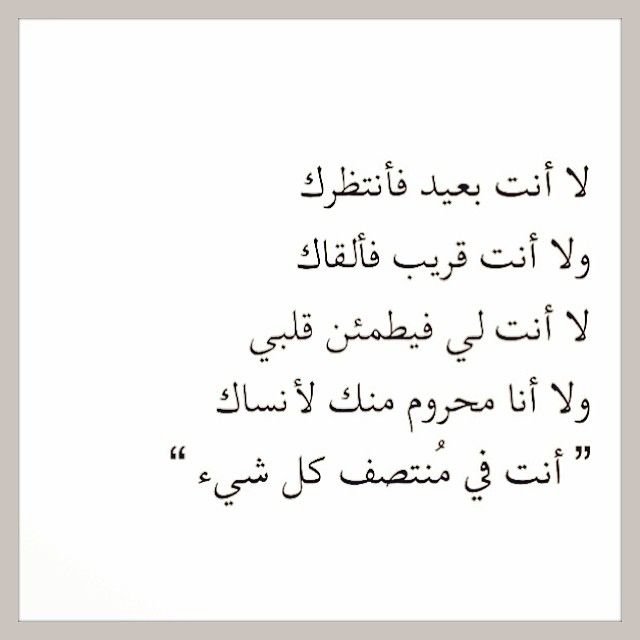 لا أنت بعيد فأنتظرك
ولا أنت قريب فألقاك
لا أنت لي فيطمئن قلبي
ولا أنا محروم منك لأنساك
” أنت في مُنتصف كل شيء “